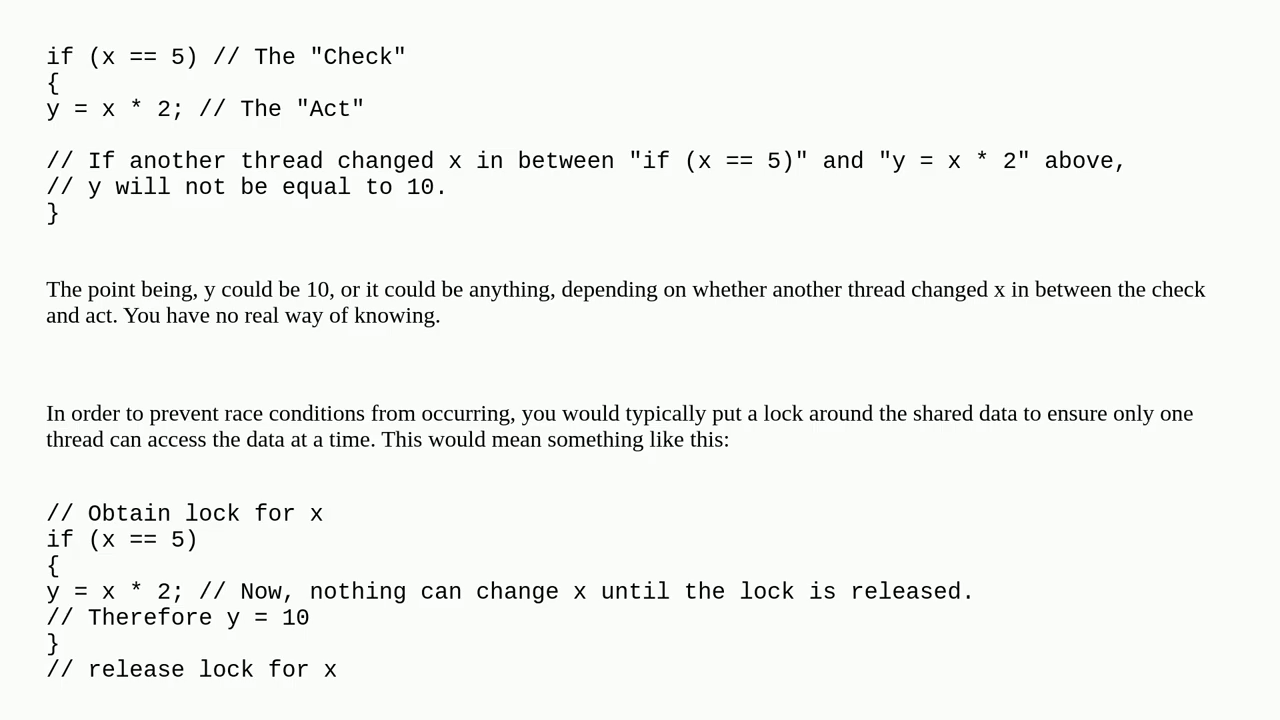 if (x == 5) // The "Check"
{
y = x * 2; // The "Act"
// If another thread changed x in between "if (x == 5)" and "y = x * 2" above,
// y will not be equal to 10.
}
The point being, y could be 10, or it could be anything, depending on whether another thread changed x in between the check
and act. You have no real way of knowing.
In order to prevent race conditions from occurring, you would typically put a lock around the shared data to ensure only one
thread can access the data at a time. This would mean something like this:
// Obtain lock for x
if (x == 5)
{
y = x * 2; // Now, nothing can change x until the lock is released.
// Therefore y = 10
}
// release lock for x